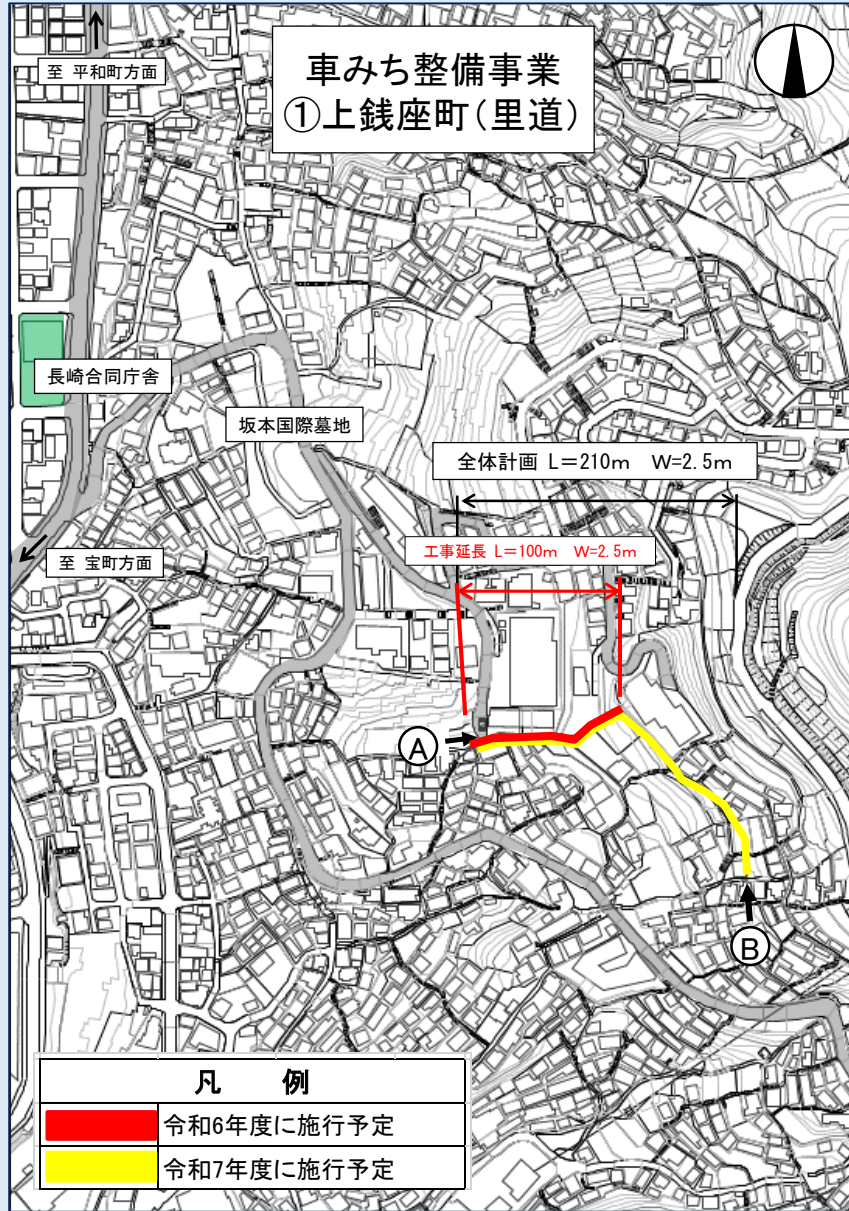 車みち整備事業
①上銭座町(里道)
至 平和町方面
長崎合同庁舎
坂本国際墓地
全体計画 L=210m W=2.5m
工事延長 L=100m W=2.5m
至 宝町方面
A
B
凡 例
令和6年度に施行予定
令和7年度に施行予定